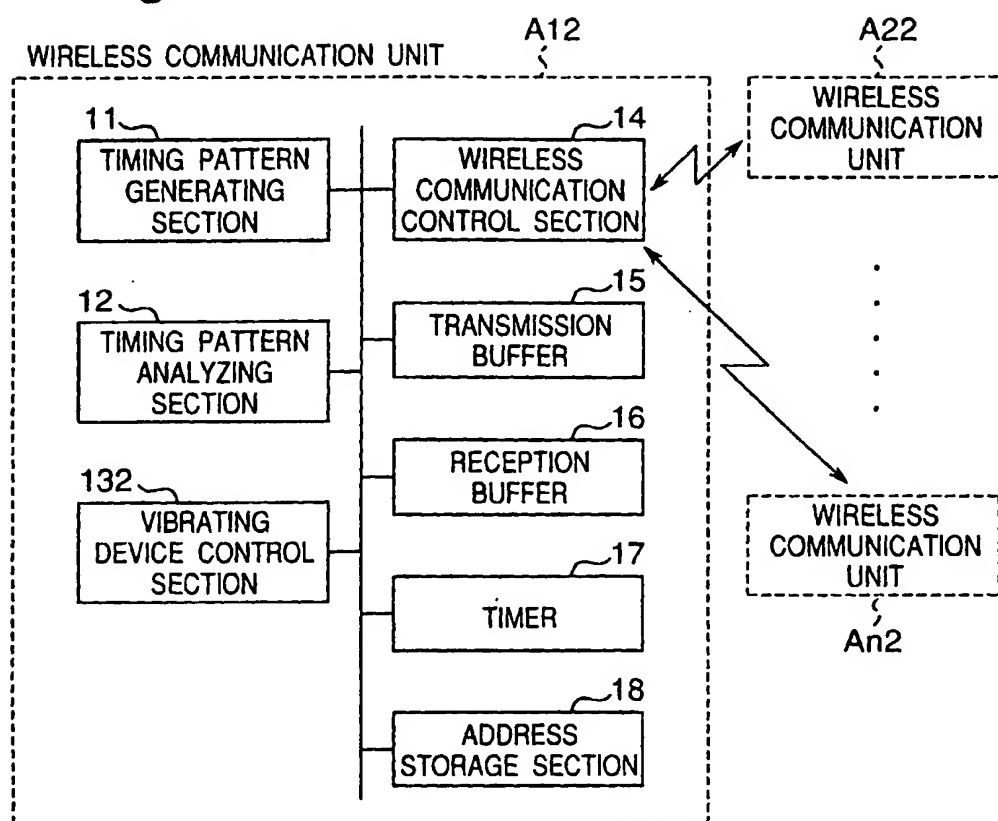 A12
A22
WIRELESS COMMUNICATION UNIT
WIRELESS
COMMUNICATION
UNIT
11
TIMING PATTERN
GENERATING
SECTION
14
WIRELESS
COMMUNICATION
CONTROL SECTION
12
TIMING PATTERN
ANALYZING
SECTION
15
TRANSMISSION
BUFFER
16
RECEPTION
BUFFER
132
VIBRATING
DEVICE CONTROL
SECTION
WIRELESS
COMMUNICATION
UNIT
An2
17
TIMER
18
ADDRESS
STORAGE SECTION